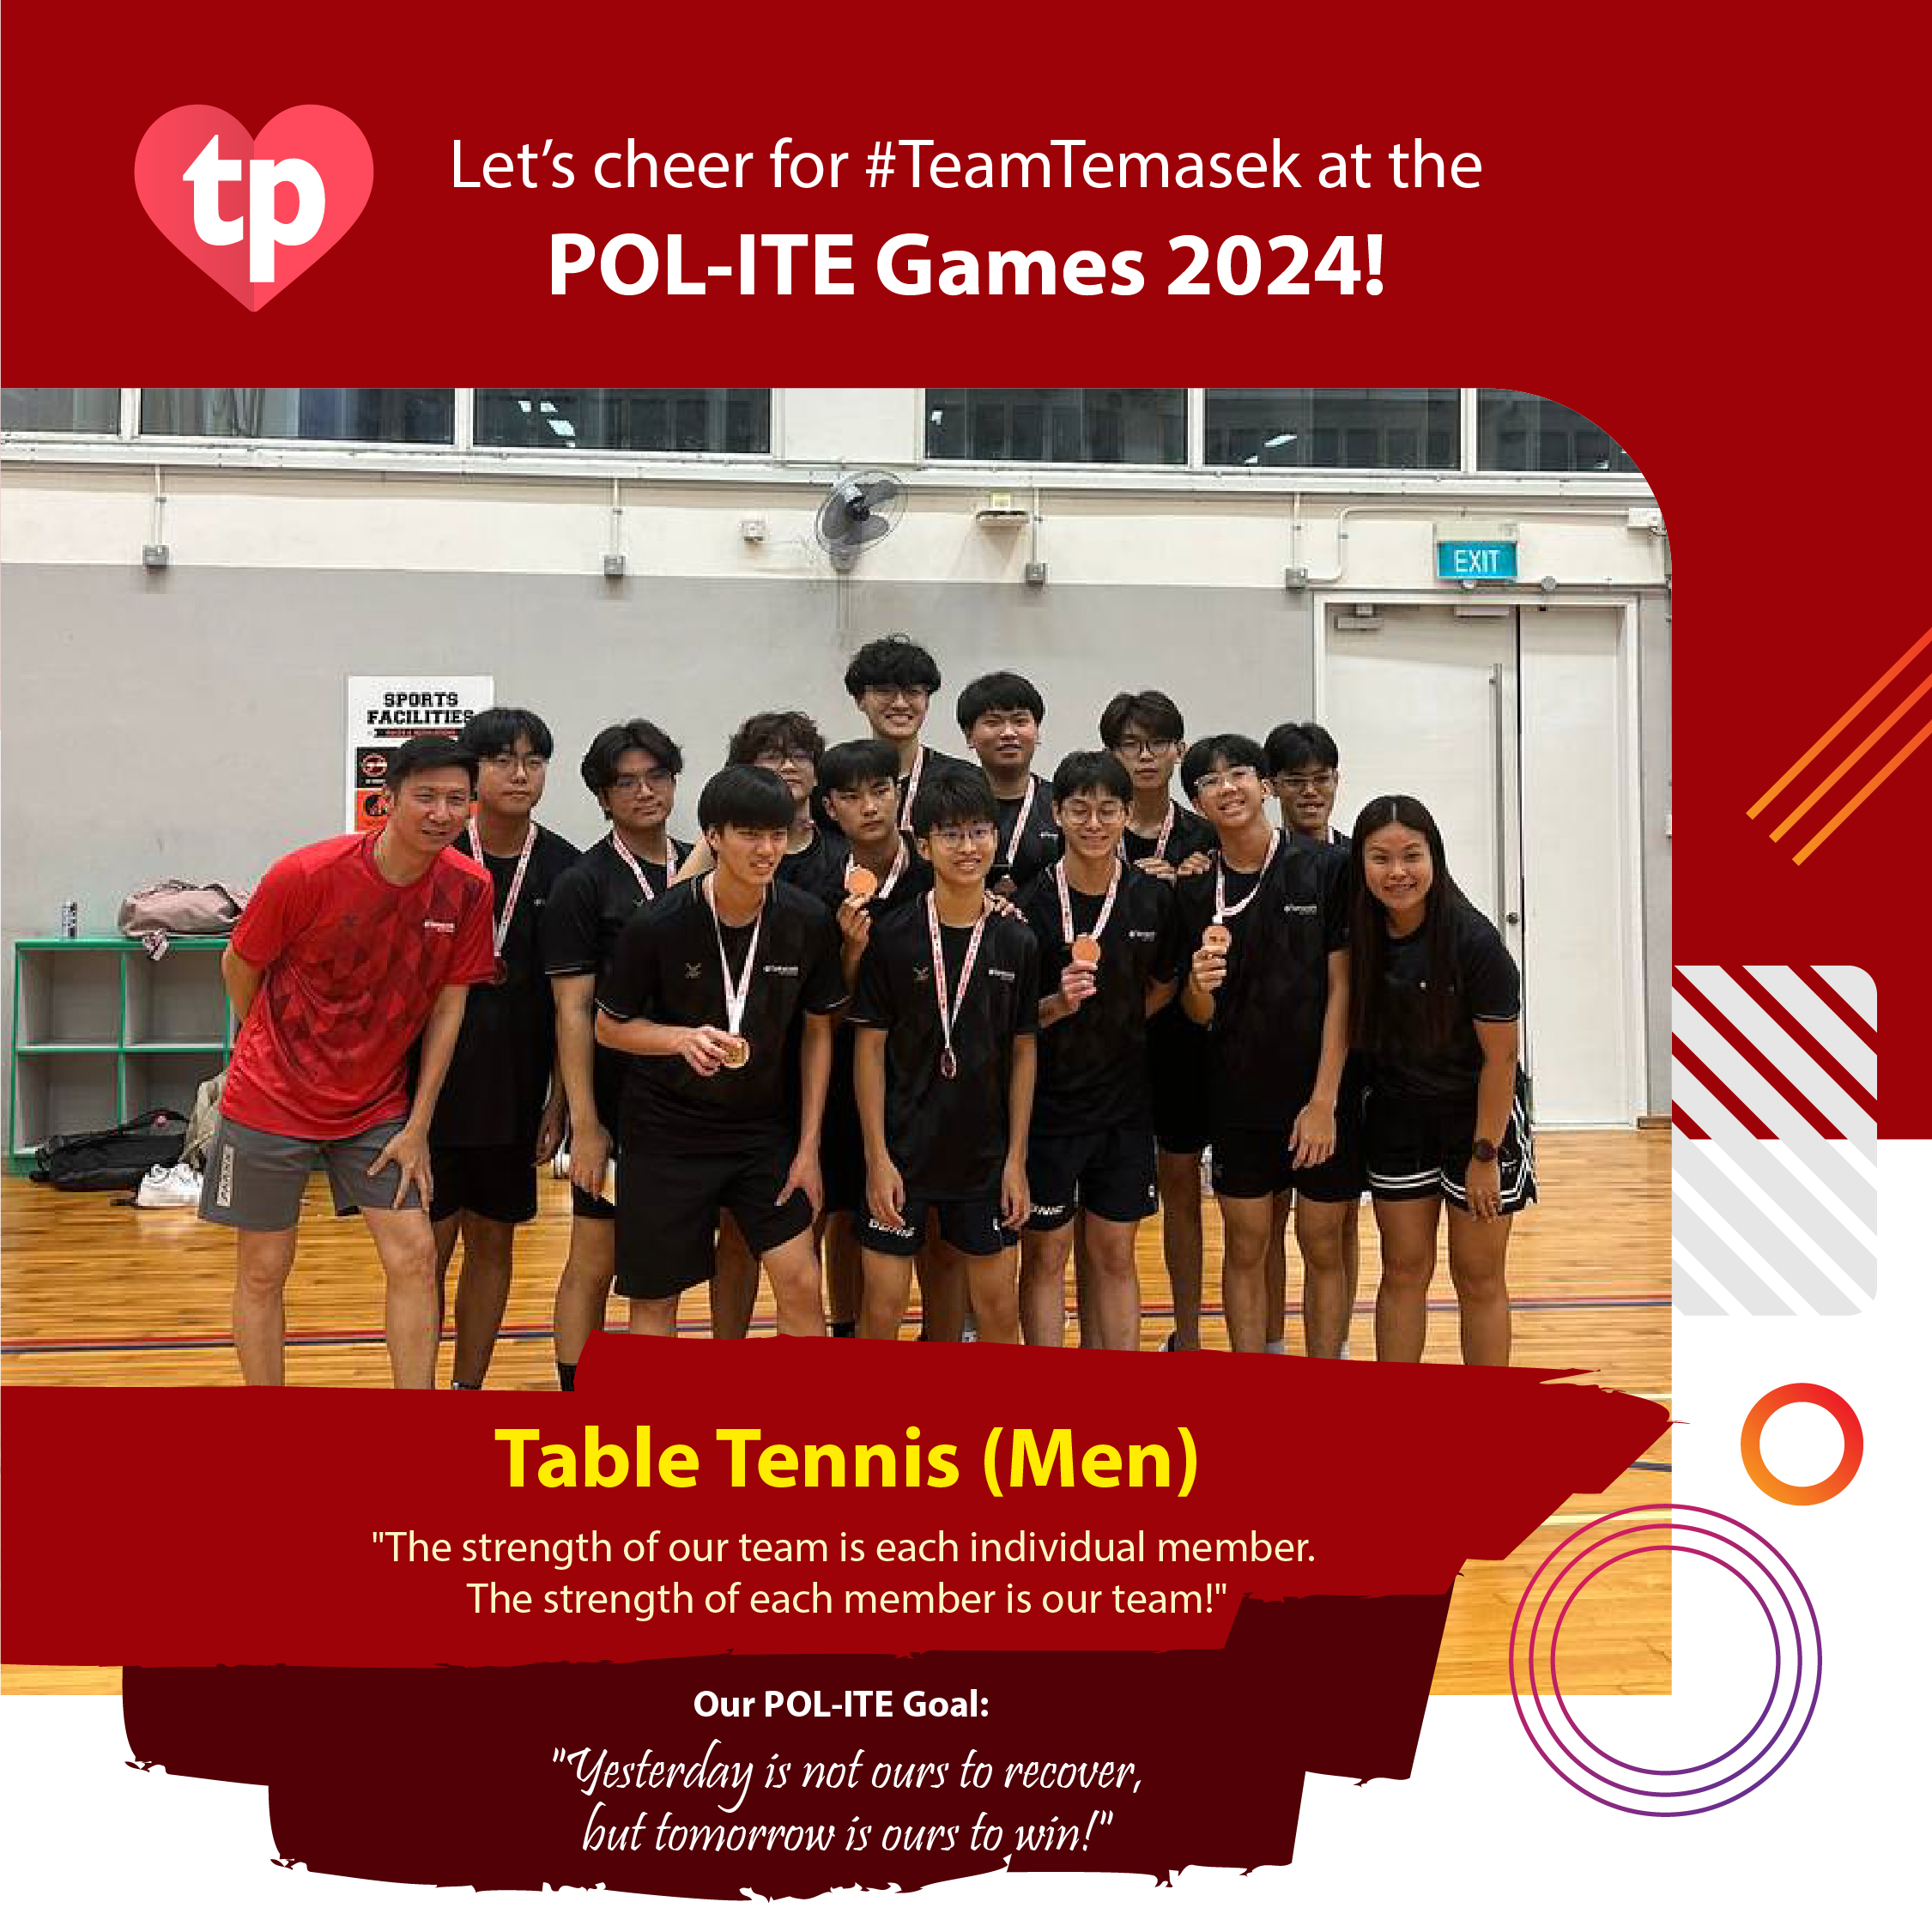 tp
Let’s cheer for #TeamTemasek at the
POL-ITE Games 2024!
EXIT
SPORTS
FACILITIES
Table Tennis (Men)
"The strength of our team is each individual member.
The strength of each member is our team!"
Our POL-ITE Goal:
"Yesterday is not ours to recover,
but tomorrow is ours to win!"